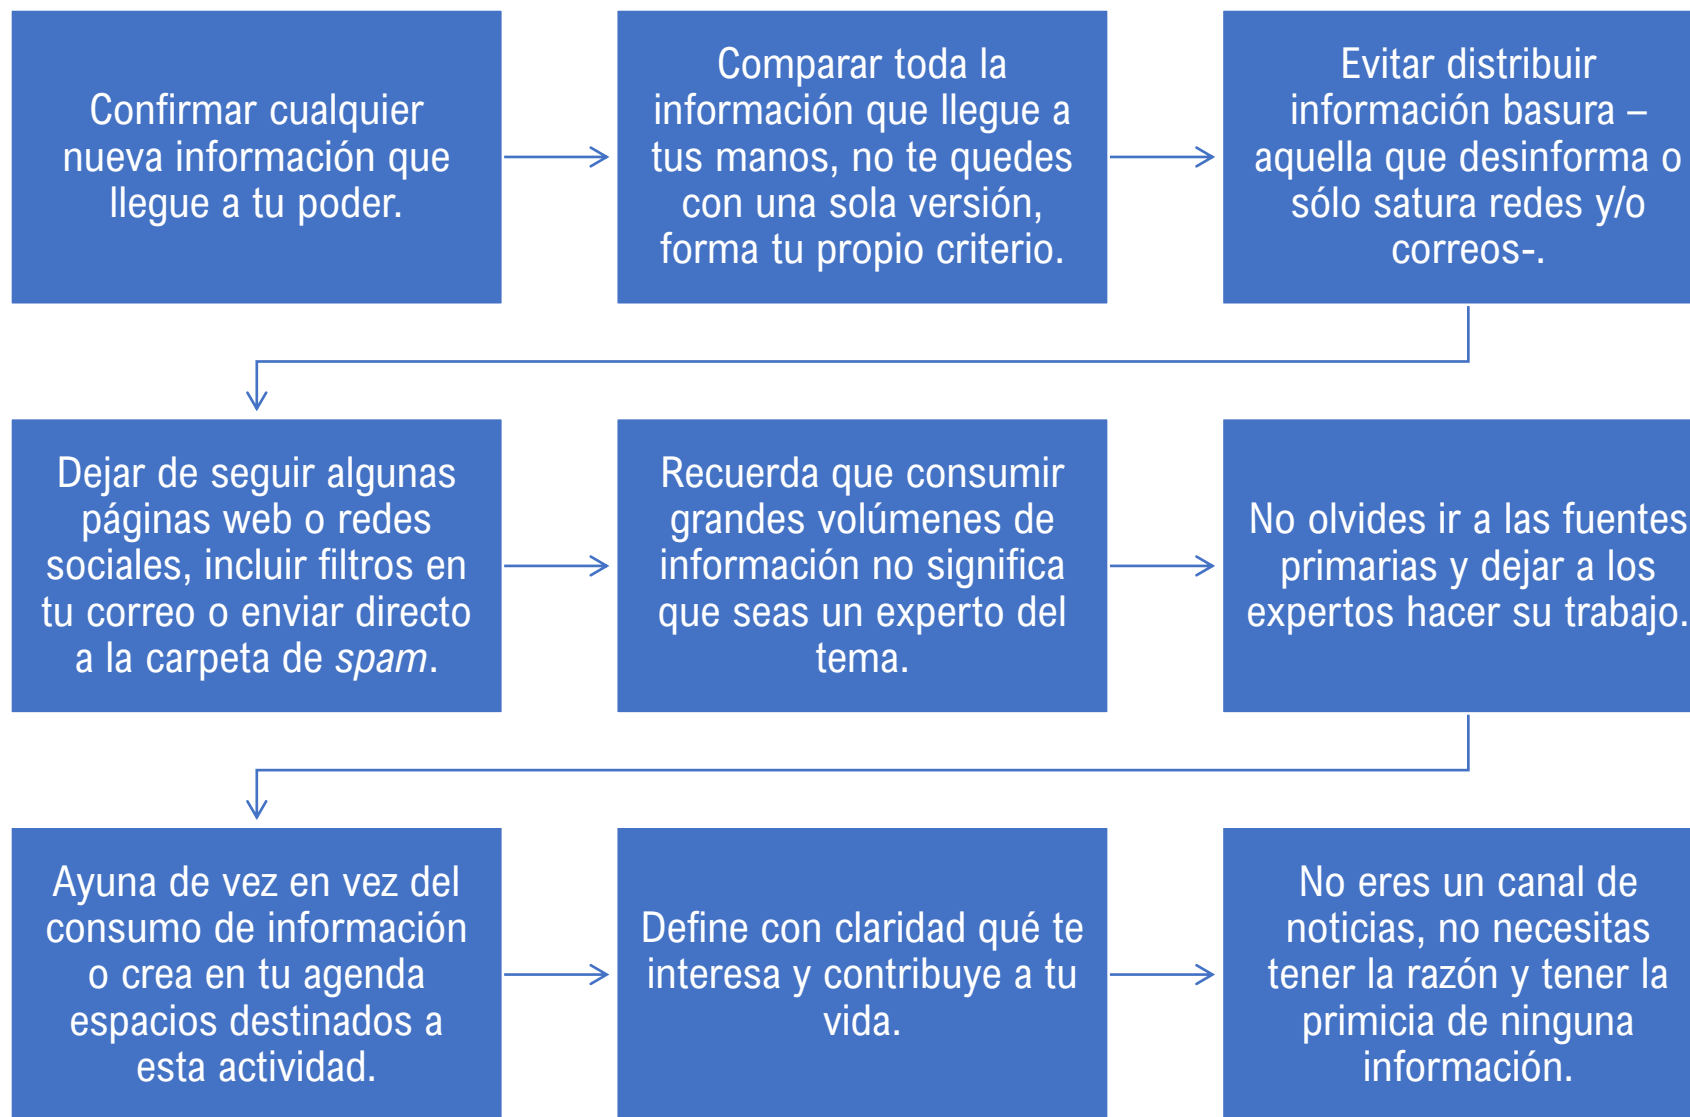 Confirmar cualquier
nueva información que
llegue a tu poder.
Comparar toda la
información que llegue a
tus manos, no te quedes
con una sola versión,
forma tu propio criterio.
Evitar distribuir
información basura –
aquella que desinforma o
sólo satura redes y/o
correos-.
Dejar de seguir algunas
páginas web o redes
sociales, incluir filtros en
tu correo o enviar directo
a la carpeta de spam.
Recuerda que consumir
grandes volúmenes de
información no significa
que seas un experto del
tema.
No olvides ir a las fuentes
primarias y dejar a los
expertos hacer su trabajo.
Ayuna de vez en vez del
consumo de información
o crea en tu agenda
espacios destinados a
esta actividad.
Define con claridad qué te
interesa y contribuye a tu
vida.
No eres un canal de
noticias, no necesitas
tener la razón y tener la
primicia de ninguna
información.